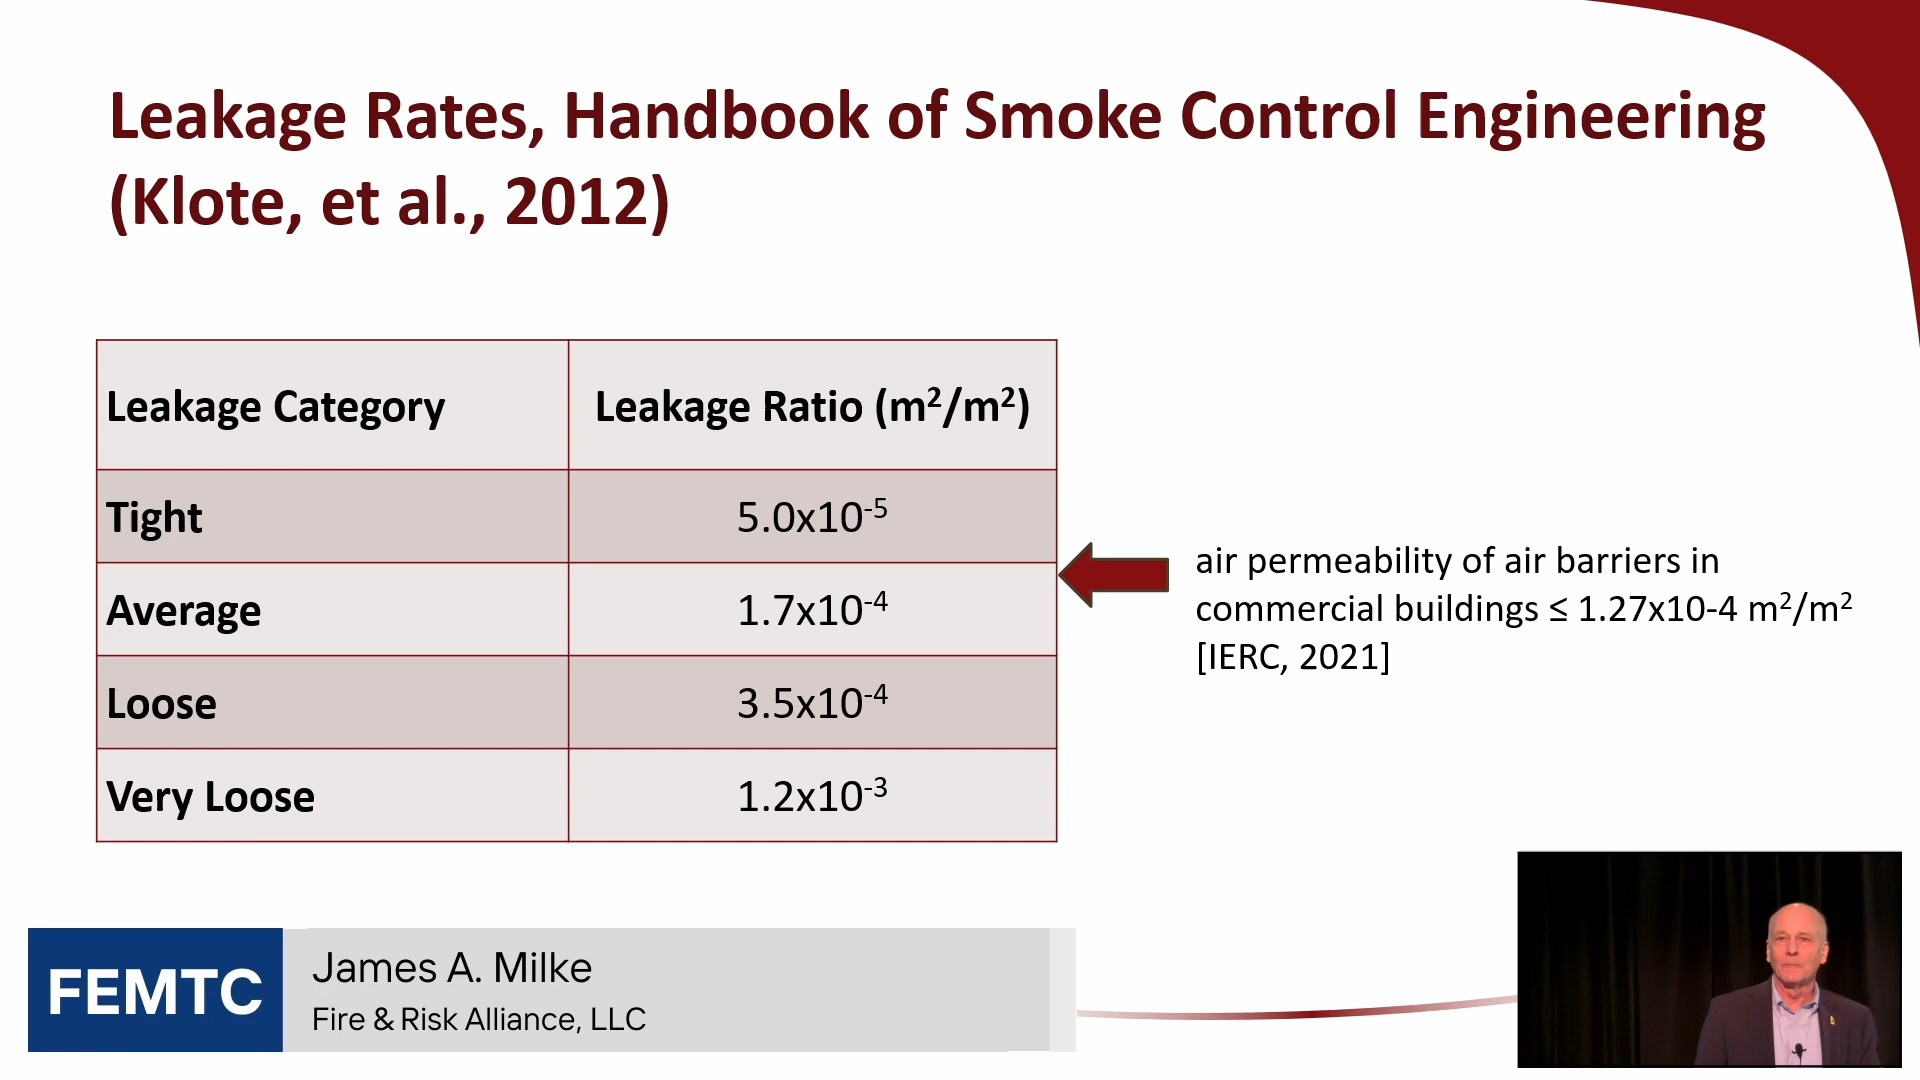 Leakage Rates, Handbook of Smoke Control Engineering
(Klote, et al., 2012)
Leakage Category Leakage Ratio (m²/m²)
Tight 5.0x10⁻⁵
Average 1.7x10⁻⁴
Loose 3.5x10⁻⁴
Very Loose 1.2x10⁻³
air permeability of air barriers in
commercial buildings ≤ 1.27x10-4 m²/m²
[IERC, 2021]
FEMTC
James A. Milke
Fire & Risk Alliance, LLC